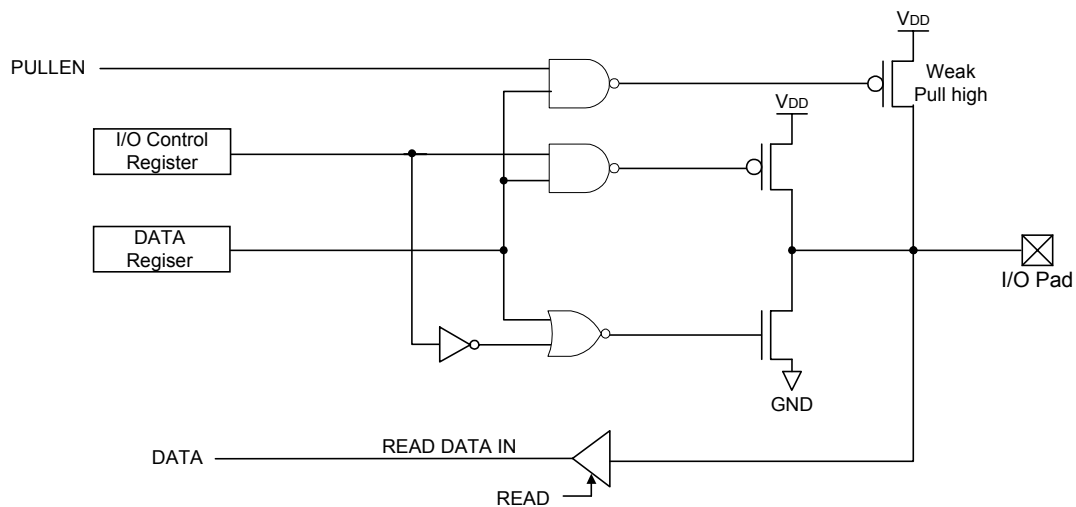 VDD
PULLEN
Weak
Pull high
VDD
I/O Control
Register
DATA
Regiser
I/O Pad
GND
READ DATA IN
DATA
READ